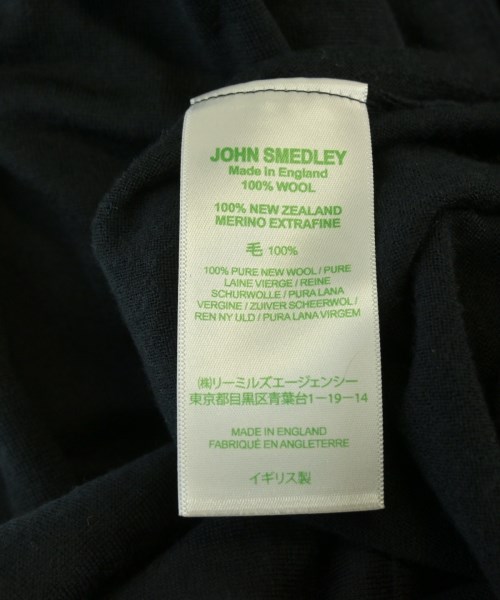 JOHN SMEDLEY
Made in England
100% WOOL
100% NEW ZEALAND
MERINO EXTRAFINE
毛 100%
100% PURE NEW WOOL / PURE
LAINE VIERGE / REINE
SCHURWOLLE / PURA LANA
VERGINE / ZUIVER SCHEERWOL /
REN NY ULD / PURA LANA VIRGEM
㈱リーミルズエージェンシー
東京都目黒区青葉台1-19-14
MADE IN ENGLAND
FABRIQUÉ EN ANGLETERRE
イギリス製